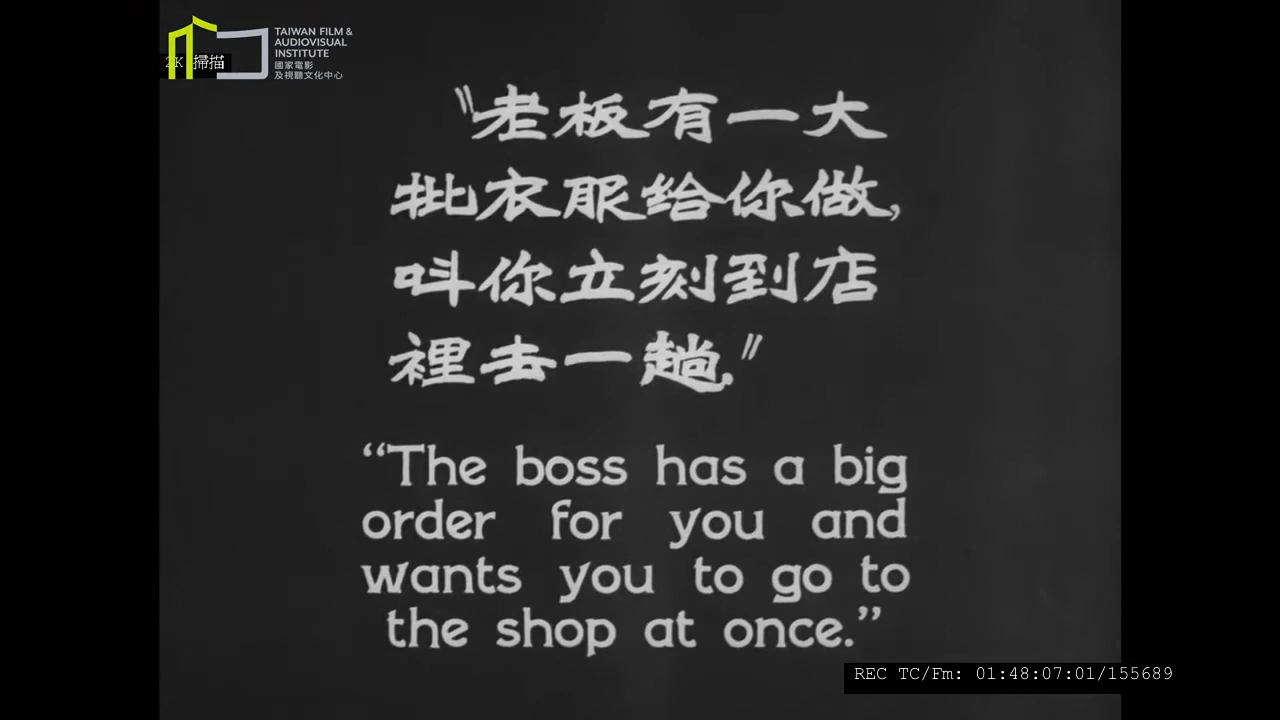 TAIWAN FILM &
AUDIOVISUAL
INSTITUTE
國家電影
及視聽文化中心
2K 掃描
"老板有一大
批衣服給你做,
叫你立刻到店
裡去一趟."
“The boss has a big
order for you and
wants you to go to
the shop at once.”
REC TC/Fm: 01:48:07:01/155689